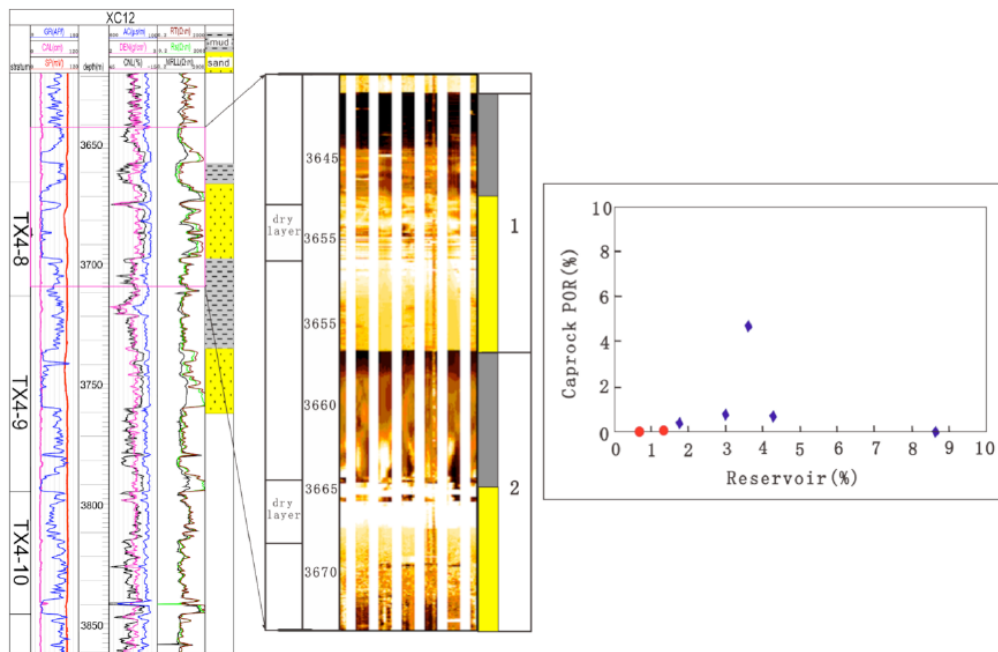 XC12
GR(API)
AC(μs/m)
RT(Ω·m)
CAL(cm)
DEN(g/cm³)
mud
stratum
SP(mV)
depth(m)
CNL(%)
sand
TX4-8
TX4-9
TX4-10
3650
3700
3750
3800
3850
dry
layer
dry
layer
3645
3655
3655
3660
3665
3670
1
2
Caprock POR(%)
10
8
6
4
2
0
0 1 2 3 4 5 6 7 8 9 10
Reservoir(%)